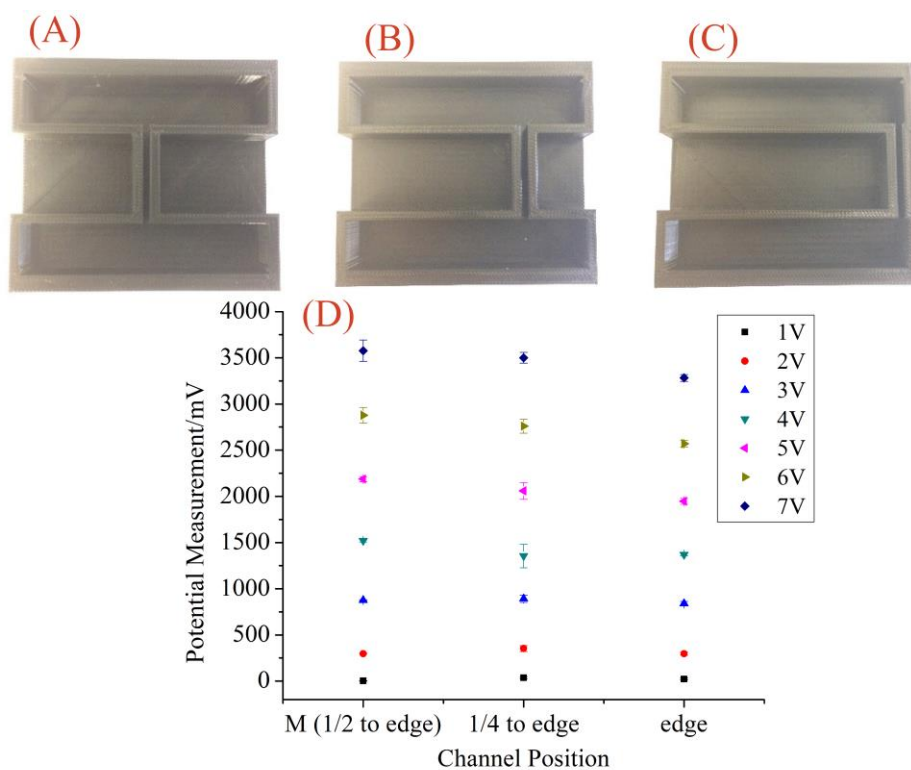 (A)
(B)
(C)
(D)
4000
3500
3000
2500
2000
1500
1000
500
0
Potential Measurement/mV
M (1/2 to edge)
1/4 to edge
edge
Channel Position
1V
2V
3V
4V
5V
6V
7V